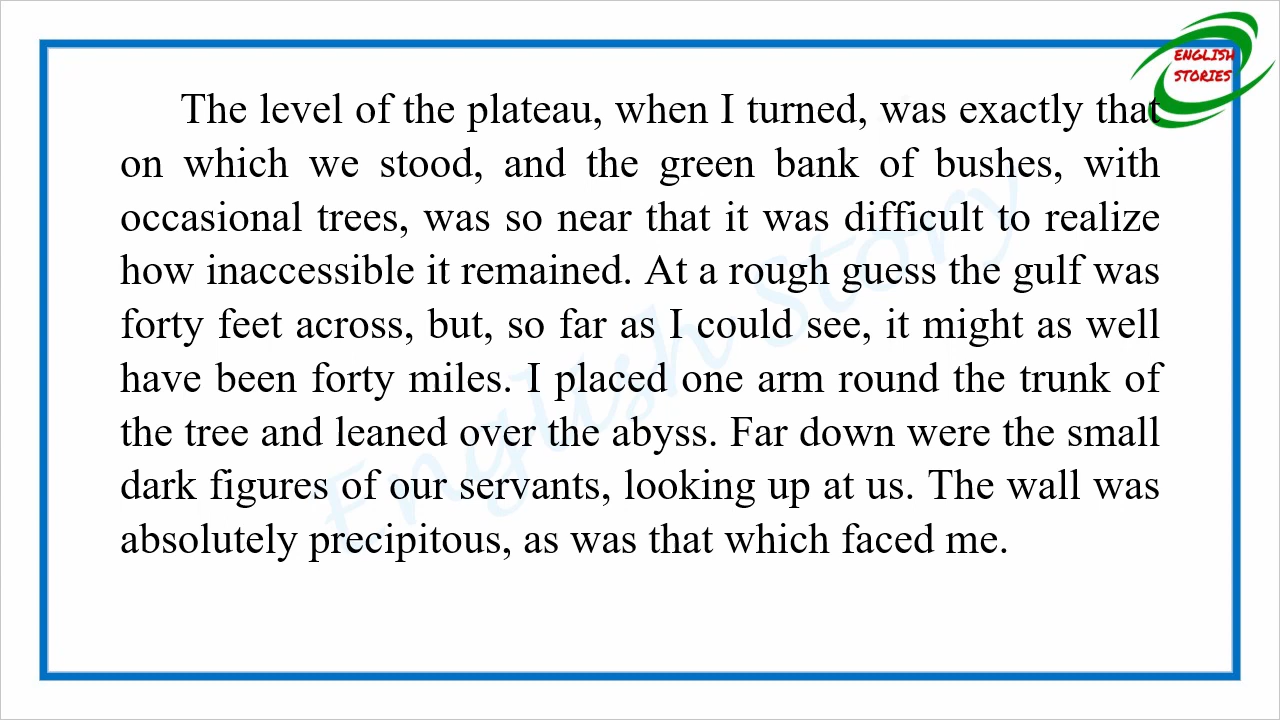 ENGLISH
STORIES
The level of the plateau, when I turned, was exactly that
on which we stood, and the green bank of bushes, with
occasional trees, was so near that it was difficult to realize
how inaccessible it remained. At a rough guess the gulf was
forty feet across, but, so far as I could see, it might as well
have been forty miles. I placed one arm round the trunk of
the tree and leaned over the abyss. Far down were the small
dark figures of our servants, looking up at us. The wall was
absolutely precipitous, as was that which faced me.
English Story